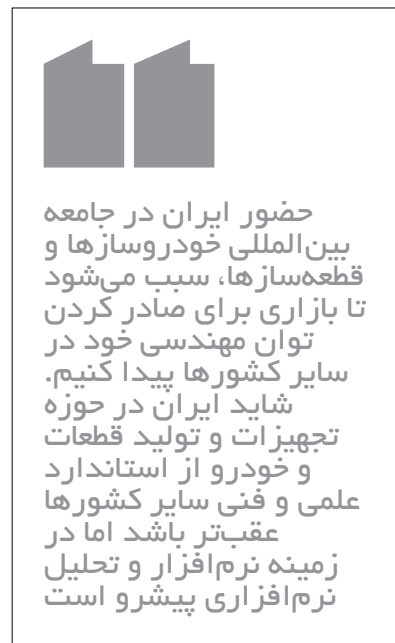 حضور ایران در جامعه
بین‌المللی خودروسازها و
قطعه‌سازها، سبب می‌شود
تا بازاری برای صادر کردن
توان مهندسی خود در
سایر کشورها پیدا کنیم.
شاید ایران در حوزه
تجهیزات و تولید قطعات
و خودرو از استاندارد
علمی و فنی سایر کشورها
عقب‌تر باشد اما در
زمینه نرم‌افزار و تحلیل
نرم‌افزاری پیشرو است